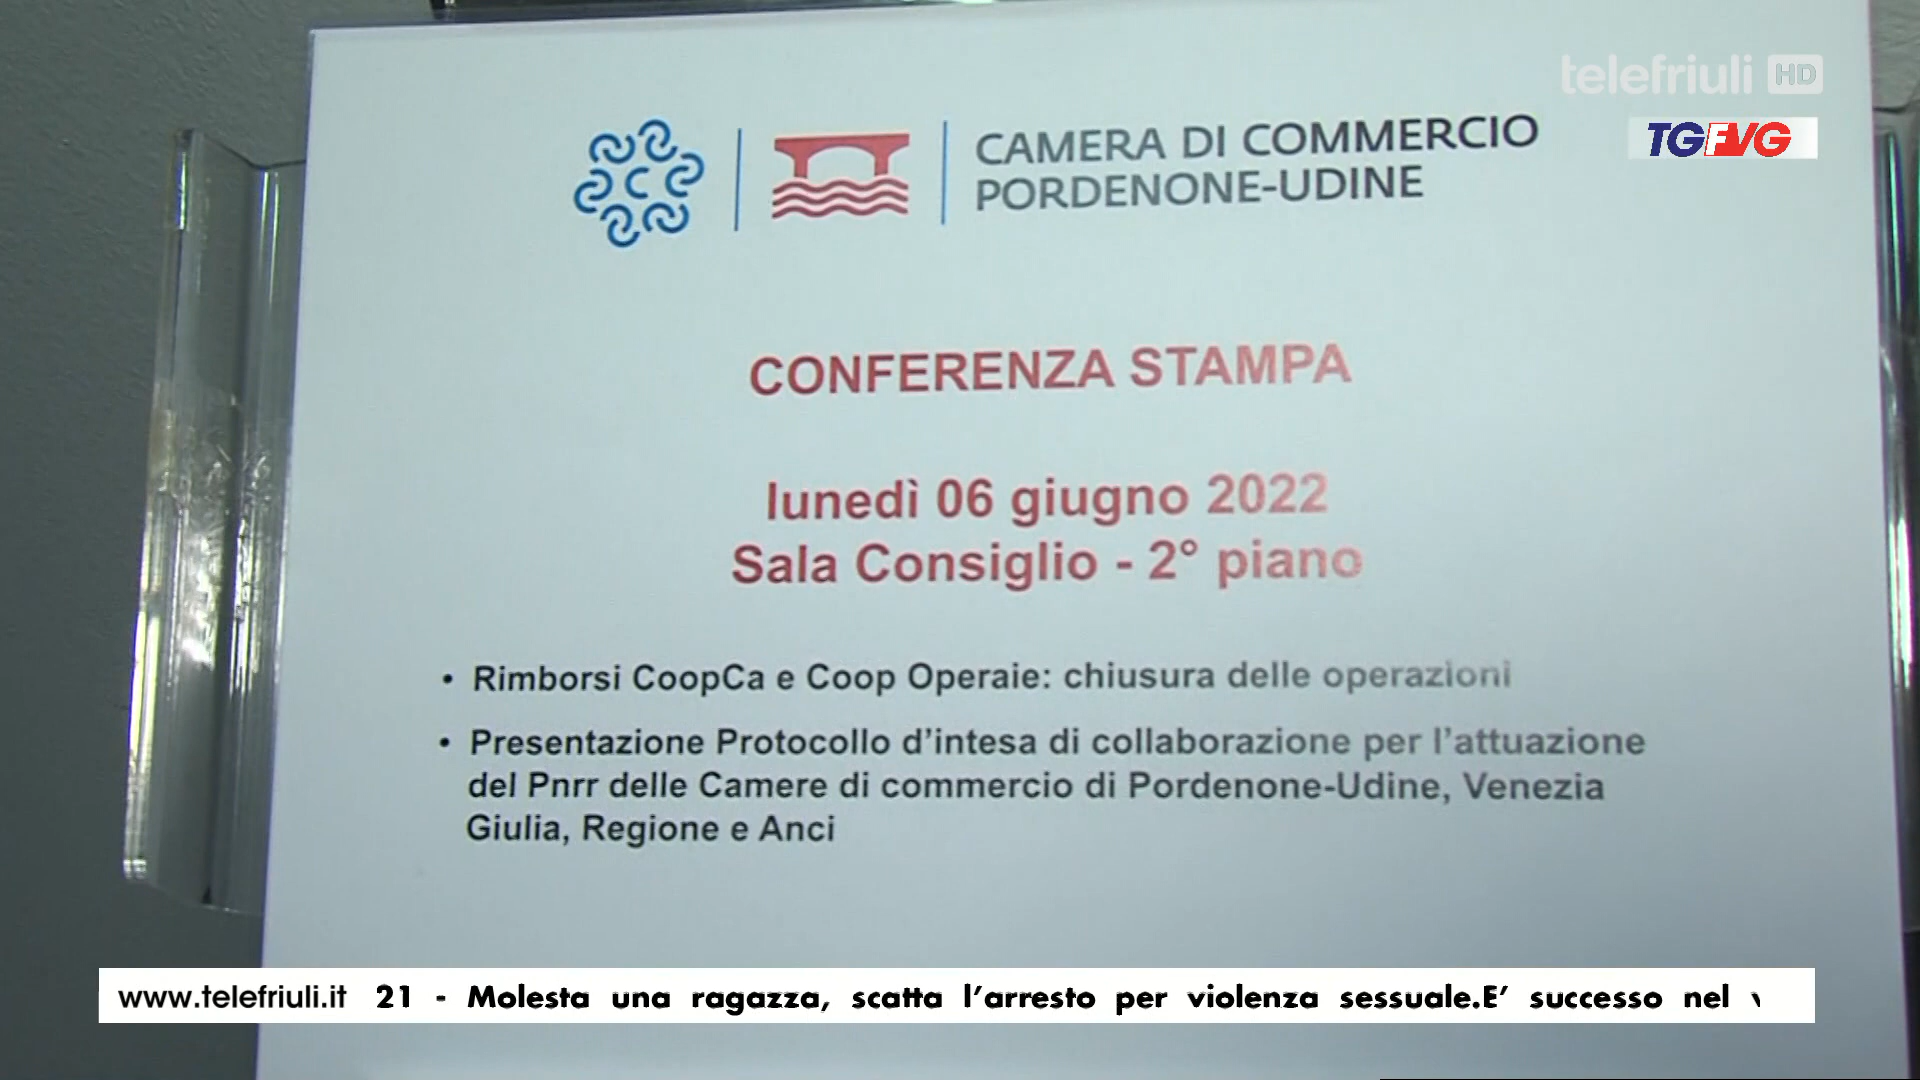 telefriuli HD
TGFVG
CAMERA DI COMMERCIO
PORDENONE-UDINE
CONFERENZA STAMPA
lunedì 06 giugno 2022
Sala Consiglio - 2° piano
• Rimborsi CoopCa e Coop Operaie: chiusura delle operazioni
• Presentazione Protocollo d'intesa di collaborazione per l'attuazione
del Pnrr delle Camere di commercio di Pordenone-Udine, Venezia
Giulia, Regione e Anci
www.telefriuli.it 21 - Molesta una ragazza, scatta l'arresto per violenza sessuale.E' successo nel